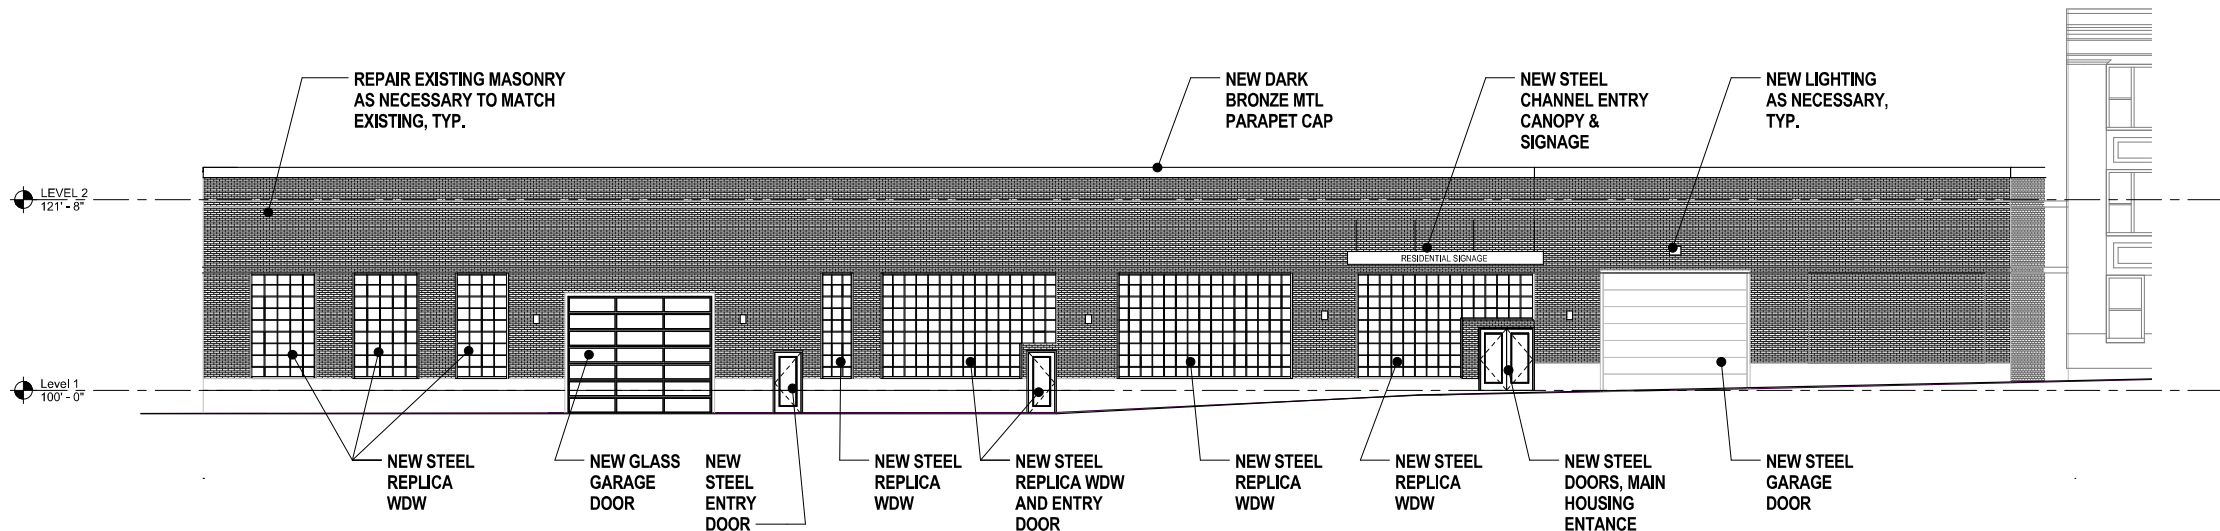 REPAIR EXISTING MASONRY
AS NECESSARY TO MATCH
EXISTING, TYP.
NEW DARK
BRONZE MTL
PARAPET CAP
NEW STEEL
CHANNEL ENTRY
CANOPY &
SIGNAGE
NEW LIGHTING
AS NECESSARY,
TYP.
LEVEL 2
121' - 8"
RESIDENTIAL SIGNAGE
Level 1
100' - 0"
NEW STEEL
REPLICA
WDW
NEW GLASS
GARAGE
DOOR
NEW
STEEL
ENTRY
DOOR
NEW STEEL
REPLICA
WDW
NEW STEEL
REPLICA WDW
AND ENTRY
DOOR
NEW STEEL
REPLICA
WDW
NEW STEEL
REPLICA
WDW
NEW STEEL
DOORS, MAIN
HOUSING
ENTANCE
NEW STEEL
GARAGE
DOOR